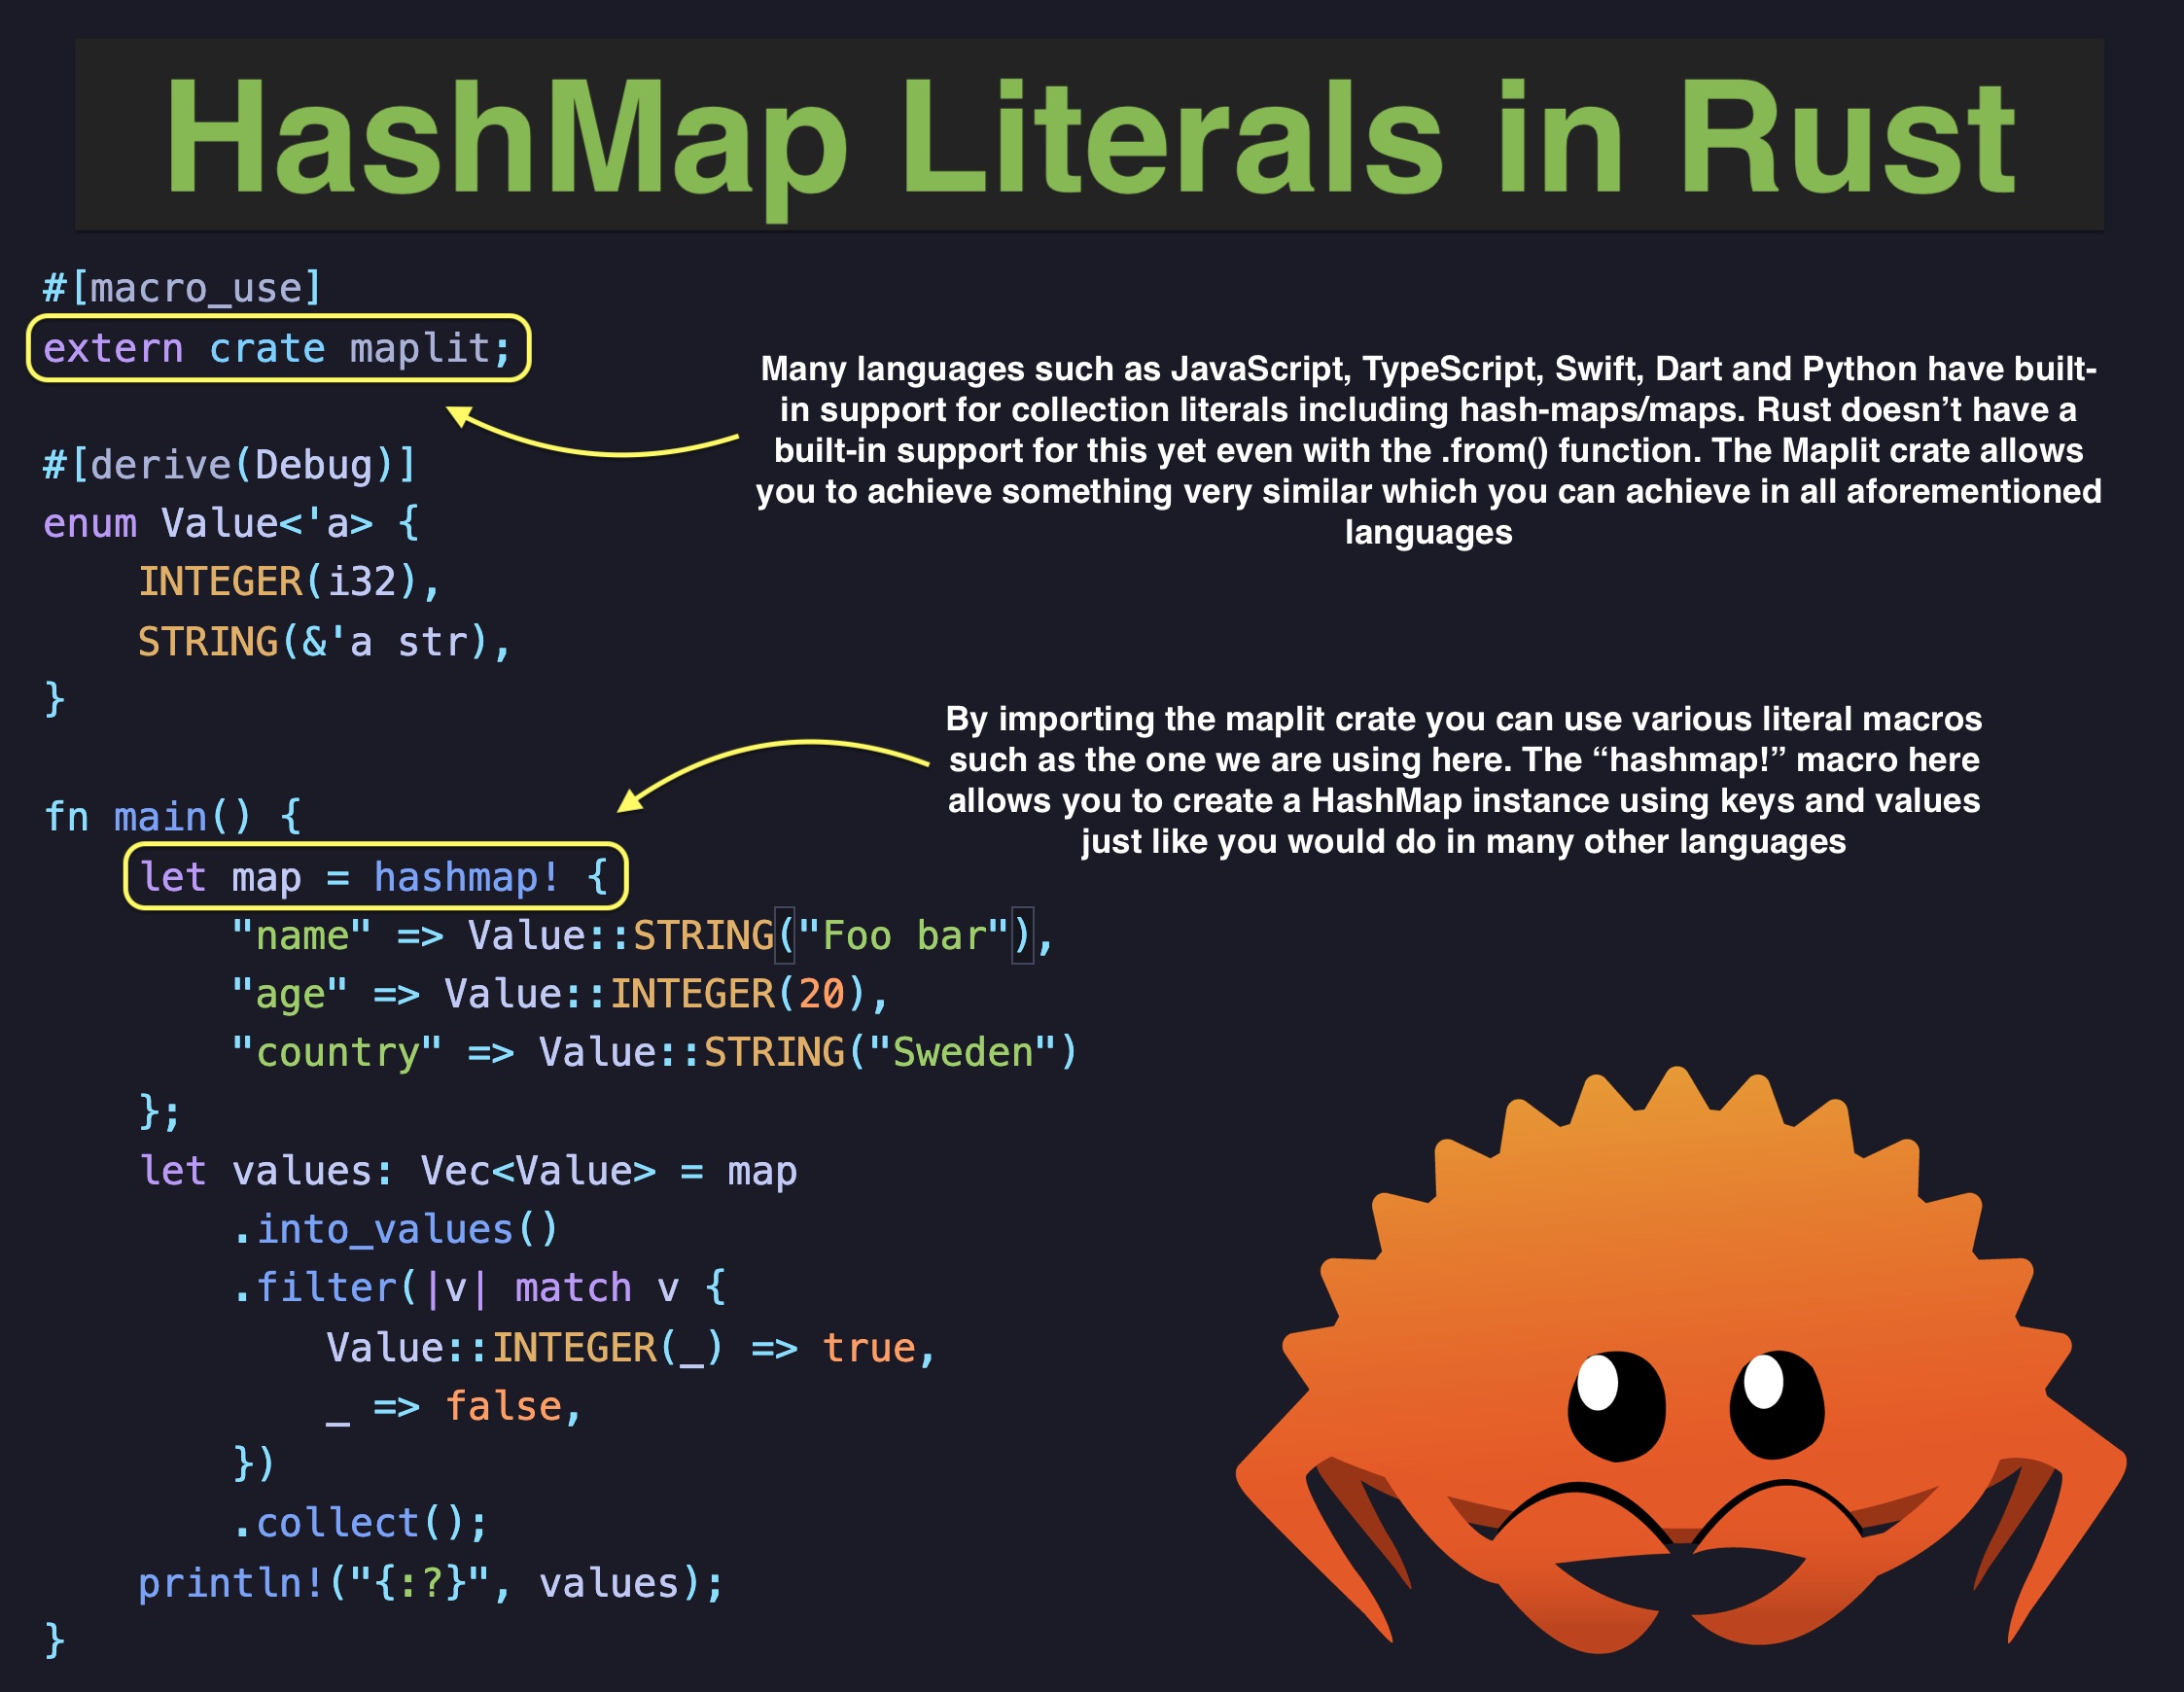 HashMap Literals in Rust
#[macro_use]
extern crate maplit;
Many languages such as JavaScript, TypeScript, Swift, Dart and Python have built-
in support for collection literals including hash-maps/maps. Rust doesn’t have a
built-in support for this yet even with the .from() function. The Maplit crate allows
you to achieve something very similar which you can achieve in all aforementioned
languages
#[derive(Debug)]
enum Value<'a> {
    INTEGER(i32),
    STRING(&'a str),
}
By importing the maplit crate you can use various literal macros
such as the one we are using here. The “hashmap!” macro here
allows you to create a HashMap instance using keys and values
just like you would do in many other languages
fn main() {
    let map = hashmap! {
        "name" => Value::STRING("Foo bar"),
        "age" => Value::INTEGER(20),
        "country" => Value::STRING("Sweden")
    };
    let values: Vec<Value> = map
        .into_values()
        .filter(|v| match v {
            Value::INTEGER(_) => true,
            _ => false,
        })
        .collect();
    println!("{:?}", values);
}